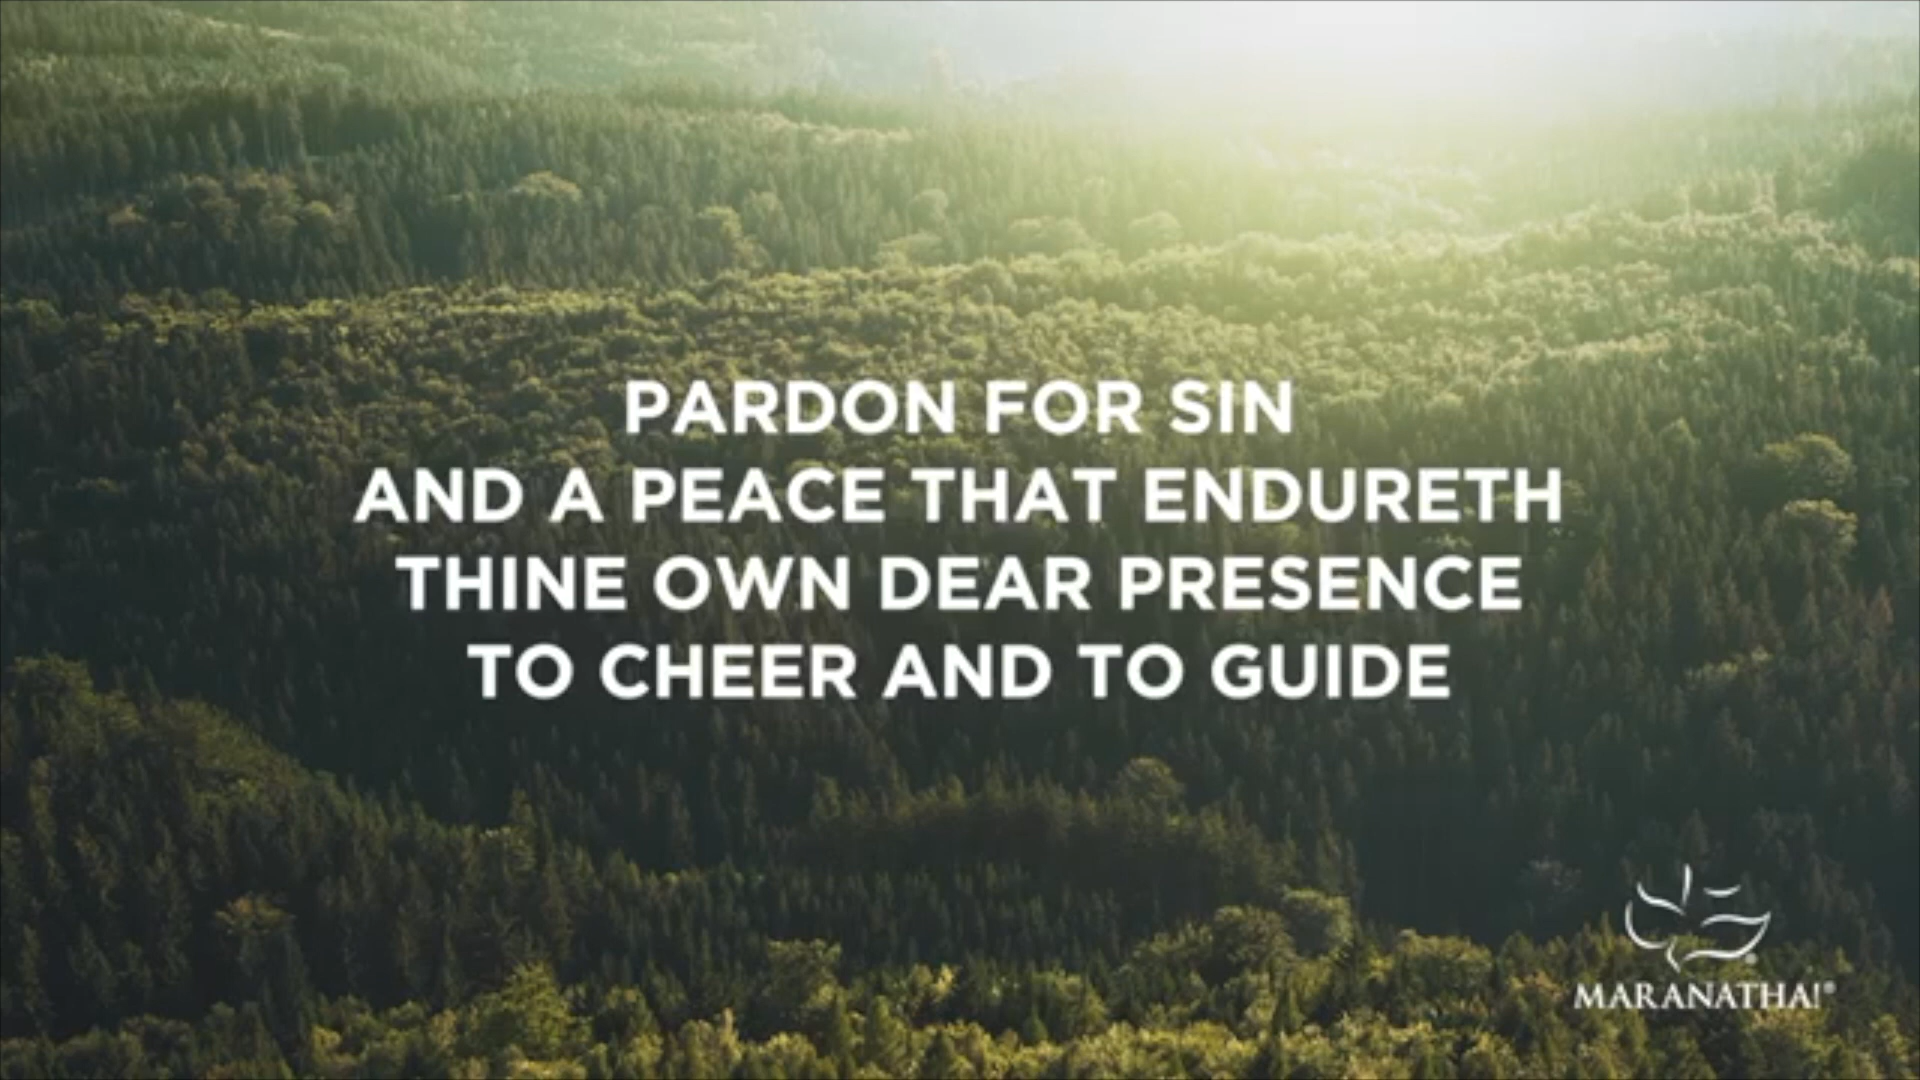 PARDON FOR SIN
AND A PEACE THAT ENDURETH
THINE OWN DEAR PRESENCE
TO CHEER AND TO GUIDE
MARANATHA!®